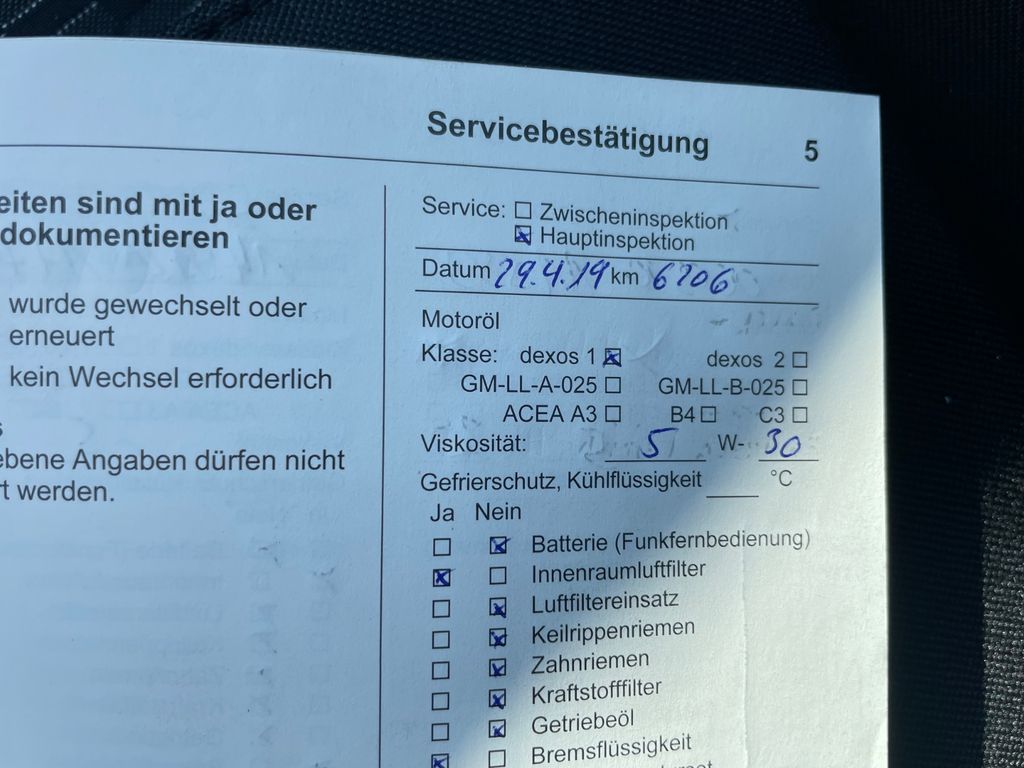 Servicebestätigung 5
eiten sind mit ja oder
dokumentieren
wurde gewechselt oder
erneuert
kein Wechsel erforderlich
s
ebene Angaben dürfen nicht
t werden.
Service: ☐ Zwischeninspektion
☒ Hauptinspektion
Datum 29.4.19 km 6206
Motoröl
Klasse: dexos 1 ☒ dexos 2 ☐
GM-LL-A-025 ☐ GM-LL-B-025 ☐
ACEA A3 ☐ B4 ☐ C3 ☐
Viskosität: 5 W- 30
Gefrierschutz, Kühlflüssigkeit ____ °C
Ja Nein
☐ ☒ Batterie (Funkfernbedienung)
☒ ☐ Innenraumluftfilter
☐ ☒ Luftfiltereinsatz
☐ ☒ Keilrippenriemen
☐ ☒ Zahnriemen
☐ ☒ Kraftstofffilter
☐ ☒ Getriebeöl
☒ ☐ Bremsflüssigkeit